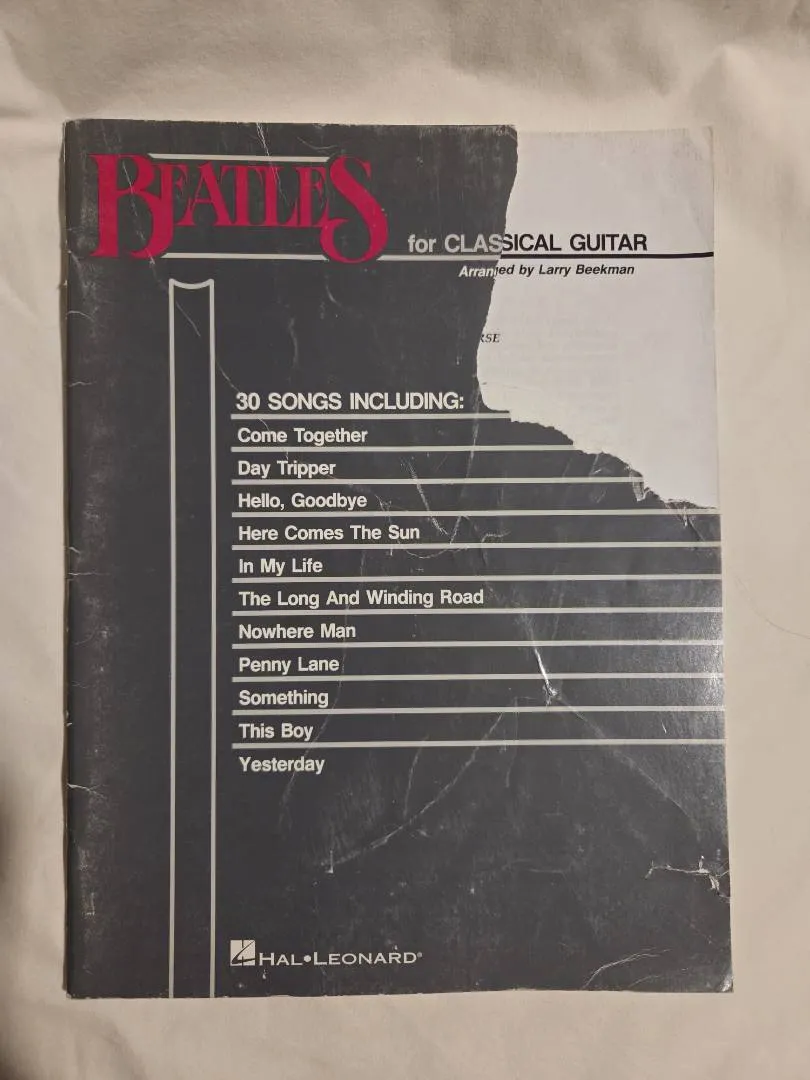 BEATLES
for CLASSICAL GUITAR
Arranged by Larry Beekman
RSE
30 SONGS INCLUDING:
Come Together
Day Tripper
Hello, Goodbye
Here Comes The Sun
In My Life
The Long And Winding Road
Nowhere Man
Penny Lane
Something
This Boy
Yesterday
HAL•LEONARD®